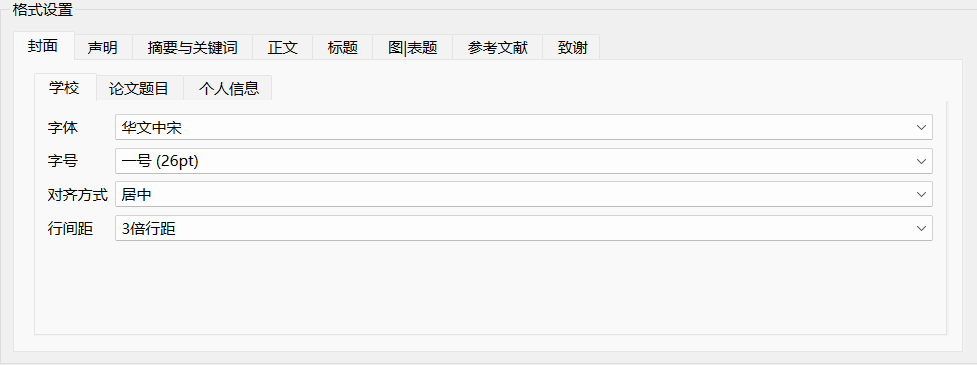 格式设置
封面 声明 摘要与关键词 正文 标题 图|表题 参考文献 致谢
学校 论文题目 个人信息
字体 华文中宋
字号 一号 (26pt)
对齐方式 居中
行间距 3倍行距